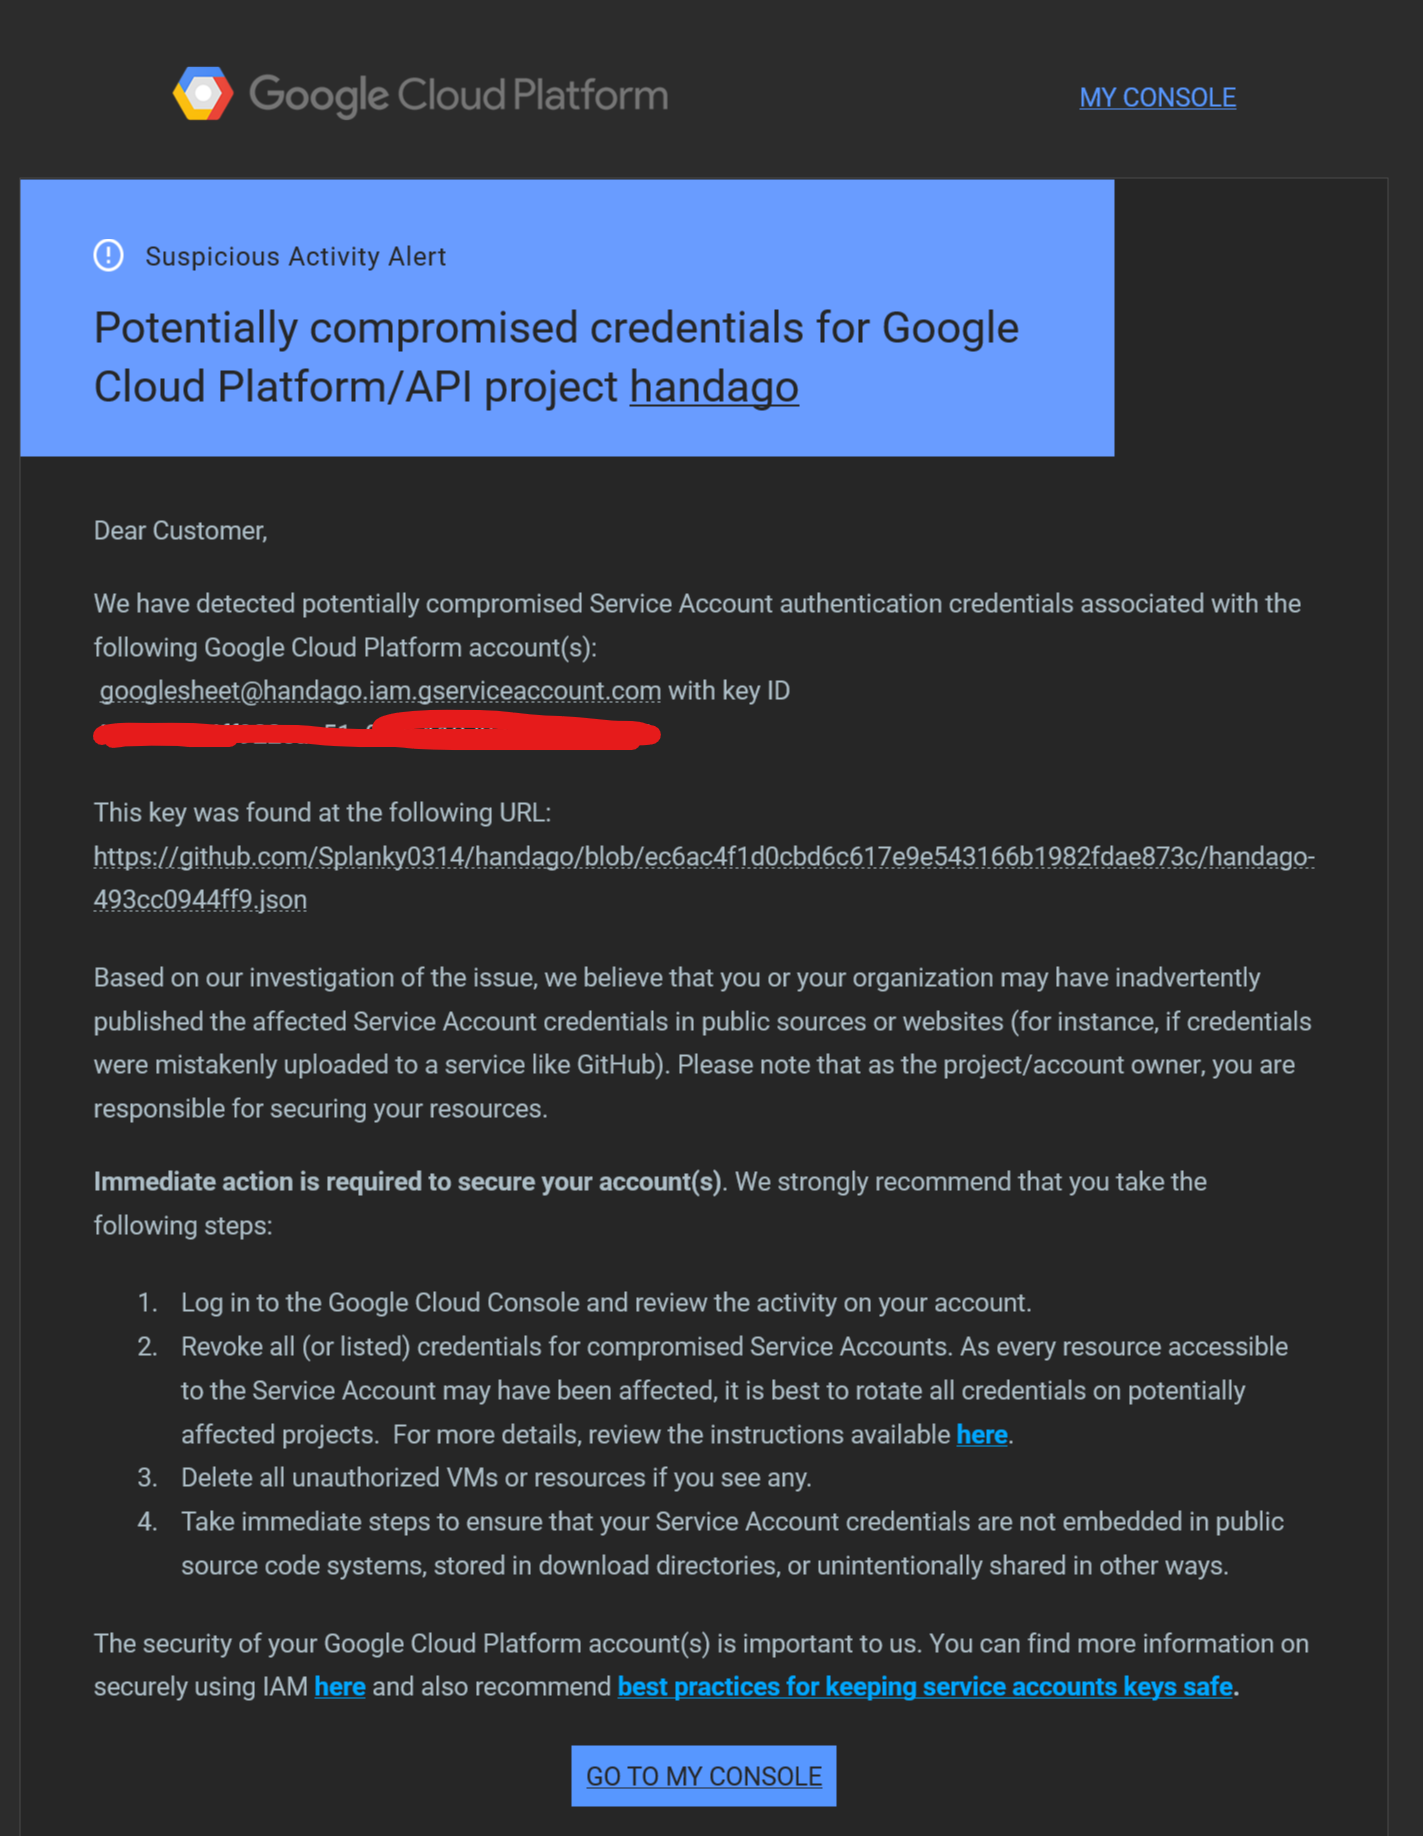 Google Cloud Platform
MY CONSOLE
Suspicious Activity Alert
Potentially compromised credentials for Google
Cloud Platform/API project handago
Dear Customer,
We have detected potentially compromised Service Account authentication credentials associated with the
following Google Cloud Platform account(s):
googlesheet@handago.iam.gserviceaccount.com with key ID
This key was found at the following URL:
https://github.com/Splanky0314/handago/blob/ec6ac4f1d0cbd6c617e9e543166b1982fdae873c/handago-
493cc0944ff9.json
Based on our investigation of the issue, we believe that you or your organization may have inadvertently
published the affected Service Account credentials in public sources or websites (for instance, if credentials
were mistakenly uploaded to a service like GitHub). Please note that as the project/account owner, you are
responsible for securing your resources.
Immediate action is required to secure your account(s). We strongly recommend that you take the
following steps:
1. Log in to the Google Cloud Console and review the activity on your account.
2. Revoke all (or listed) credentials for compromised Service Accounts. As every resource accessible
to the Service Account may have been affected, it is best to rotate all credentials on potentially
affected projects. For more details, review the instructions available here.
3. Delete all unauthorized VMs or resources if you see any.
4. Take immediate steps to ensure that your Service Account credentials are not embedded in public
source code systems, stored in download directories, or unintentionally shared in other ways.
The security of your Google Cloud Platform account(s) is important to us. You can find more information on
securely using IAM here and also recommend best practices for keeping service accounts keys safe.
GO TO MY CONSOLE